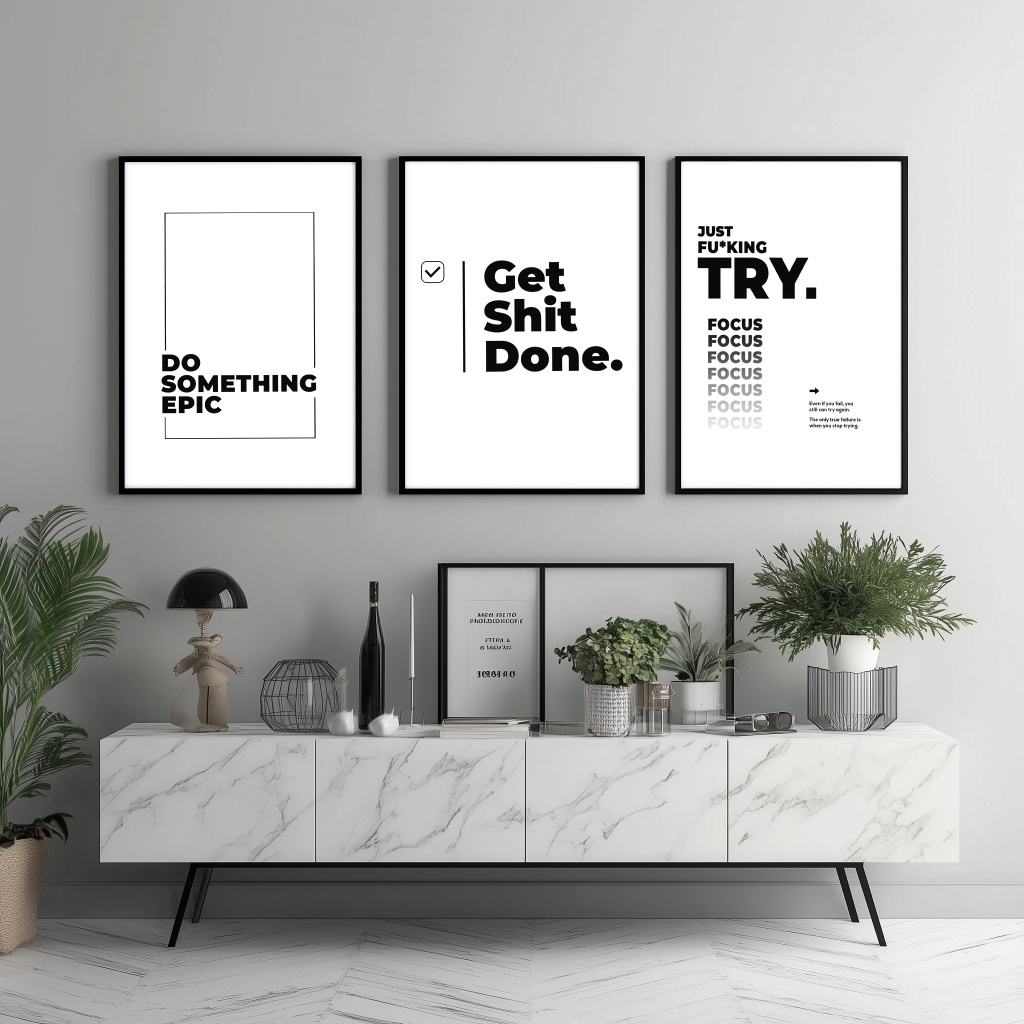 DO
SOMETHING
EPIC
Get
Shit
Done.
JUST
FU*KING
TRY.
FOCUS
FOCUS
FOCUS
FOCUS
FOCUS
FOCUS
FOCUS
➞
Even if you fail, you
still can try again.
The only true failure is
when you stop trying.